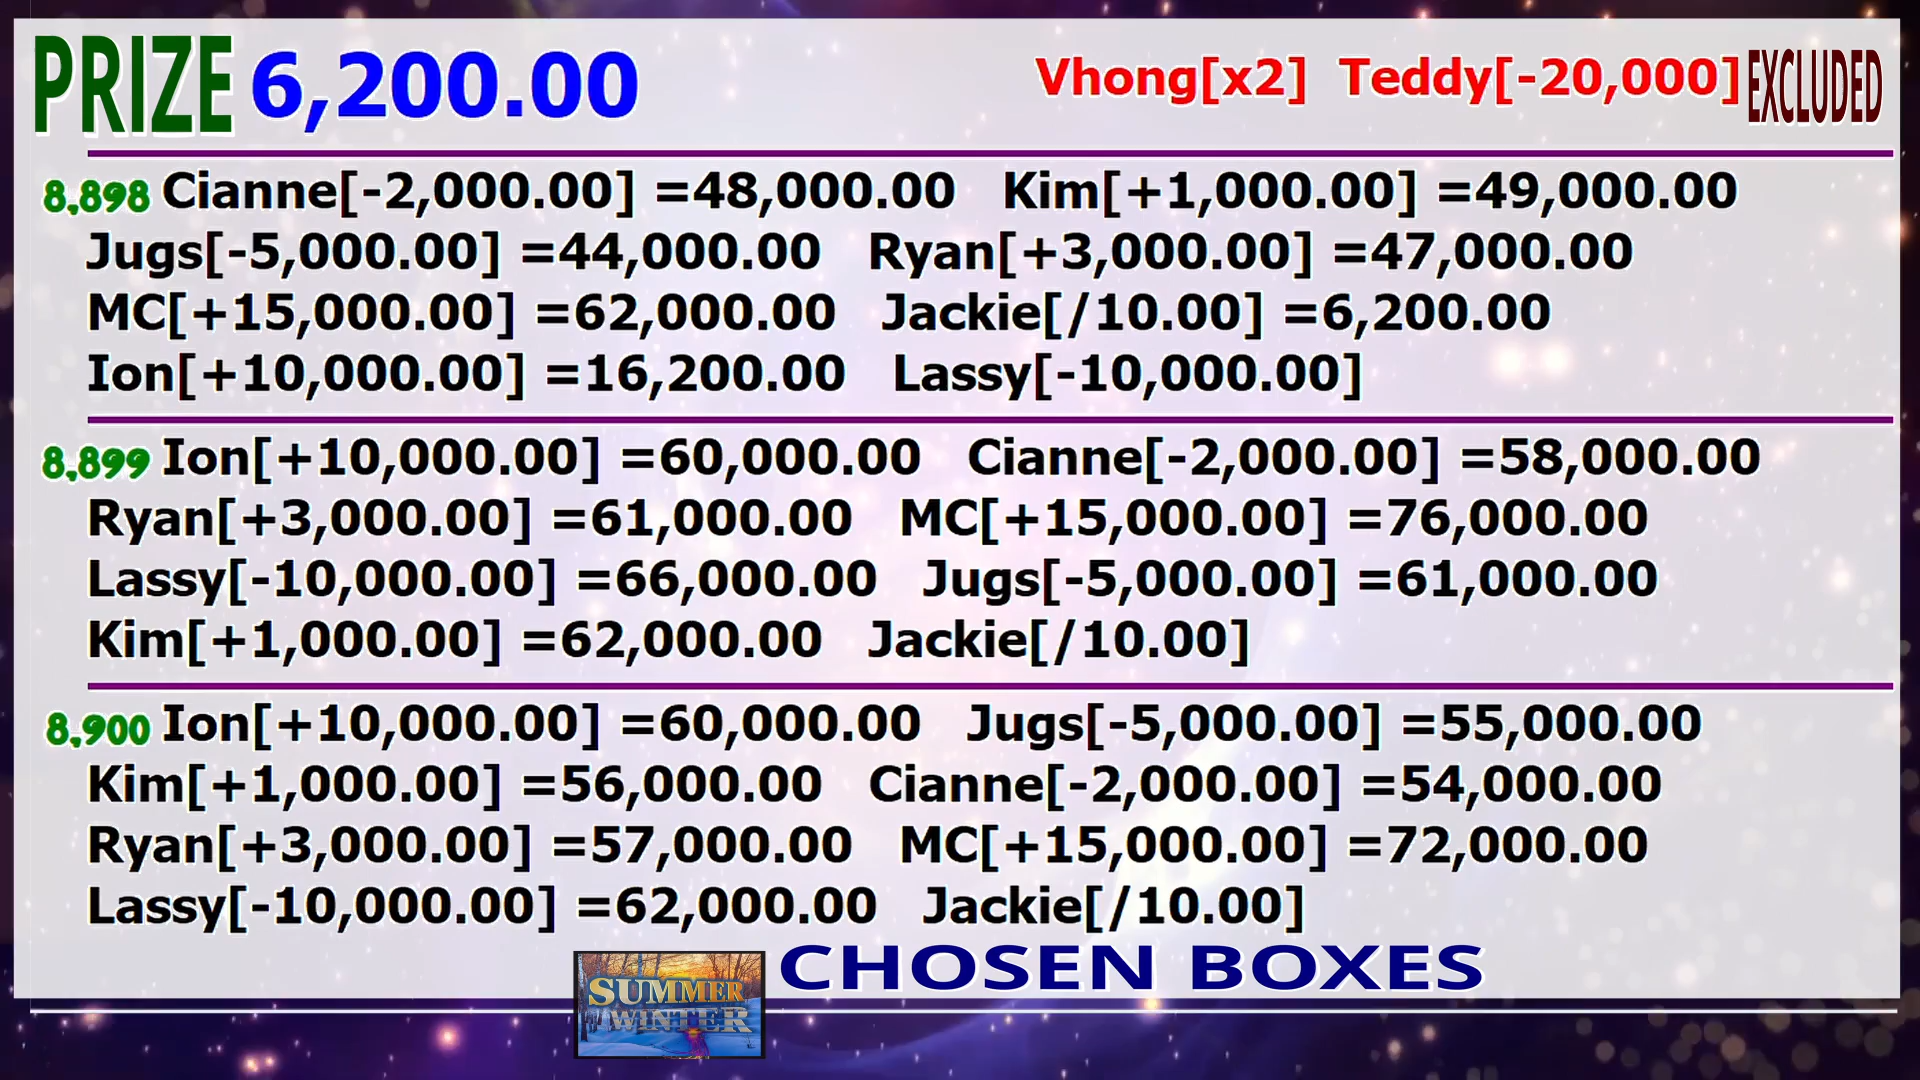 PRIZE 6,200.00 Vhong[x2] Teddy[-20,000] EXCLUDED
8,898 Cianne[-2,000.00] =48,000.00 Kim[+1,000.00] =49,000.00
Jugs[-5,000.00] =44,000.00 Ryan[+3,000.00] =47,000.00
MC[+15,000.00] =62,000.00 Jackie[/10.00] =6,200.00
Ion[+10,000.00] =16,200.00 Lassy[-10,000.00]
8,899 Ion[+10,000.00] =60,000.00 Cianne[-2,000.00] =58,000.00
Ryan[+3,000.00] =61,000.00 MC[+15,000.00] =76,000.00
Lassy[-10,000.00] =66,000.00 Jugs[-5,000.00] =61,000.00
Kim[+1,000.00] =62,000.00 Jackie[/10.00]
8,900 Ion[+10,000.00] =60,000.00 Jugs[-5,000.00] =55,000.00
Kim[+1,000.00] =56,000.00 Cianne[-2,000.00] =54,000.00
Ryan[+3,000.00] =57,000.00 MC[+15,000.00] =72,000.00
Lassy[-10,000.00] =62,000.00 Jackie[/10.00]
CHOSEN BOXES
SUMMER
WINTER